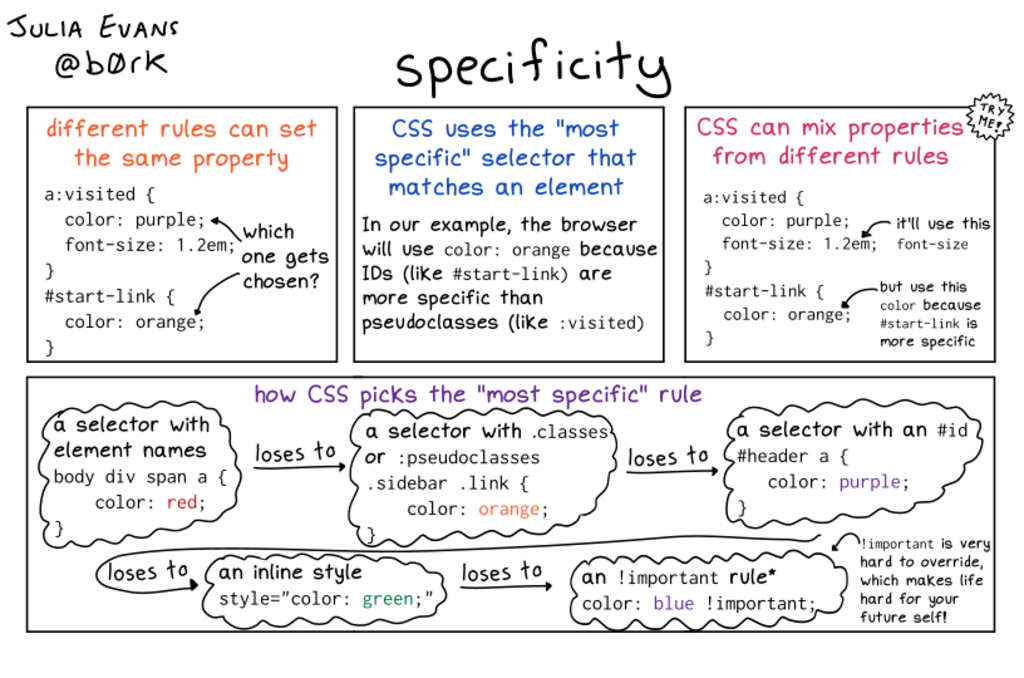 JULIA EVANS
@b0rk
specificity
TRY
ME!
different rules can set
the same property
a:visited {
color: purple;
font-size: 1.2em;
}
#start-link {
color: orange;
}
which
one gets
chosen?
CSS uses the "most
specific" selector that
matches an element
In our example, the browser
will use color: orange because
IDs (like #start-link) are
more specific than
pseudoclasses (like :visited)
CSS can mix properties
from different rules
a:visited {
color: purple;
font-size: 1.2em;
}
#start-link {
color: orange;
}
it'll use this
font-size
but use this
color because
#start-link is
more specific
how CSS picks the "most specific" rule
a selector with
element names
body div span a {
color: red;
}
loses to
a selector with .classes
or :pseudoclasses
.sidebar .link {
color: orange;
}
loses to
a selector with an #id
#header a {
color: purple;
}
loses to
an inline style
style="color: green;"
loses to
an !important rule*
color: blue !important;
!important is very
hard to override,
which makes life
hard for your
future self!